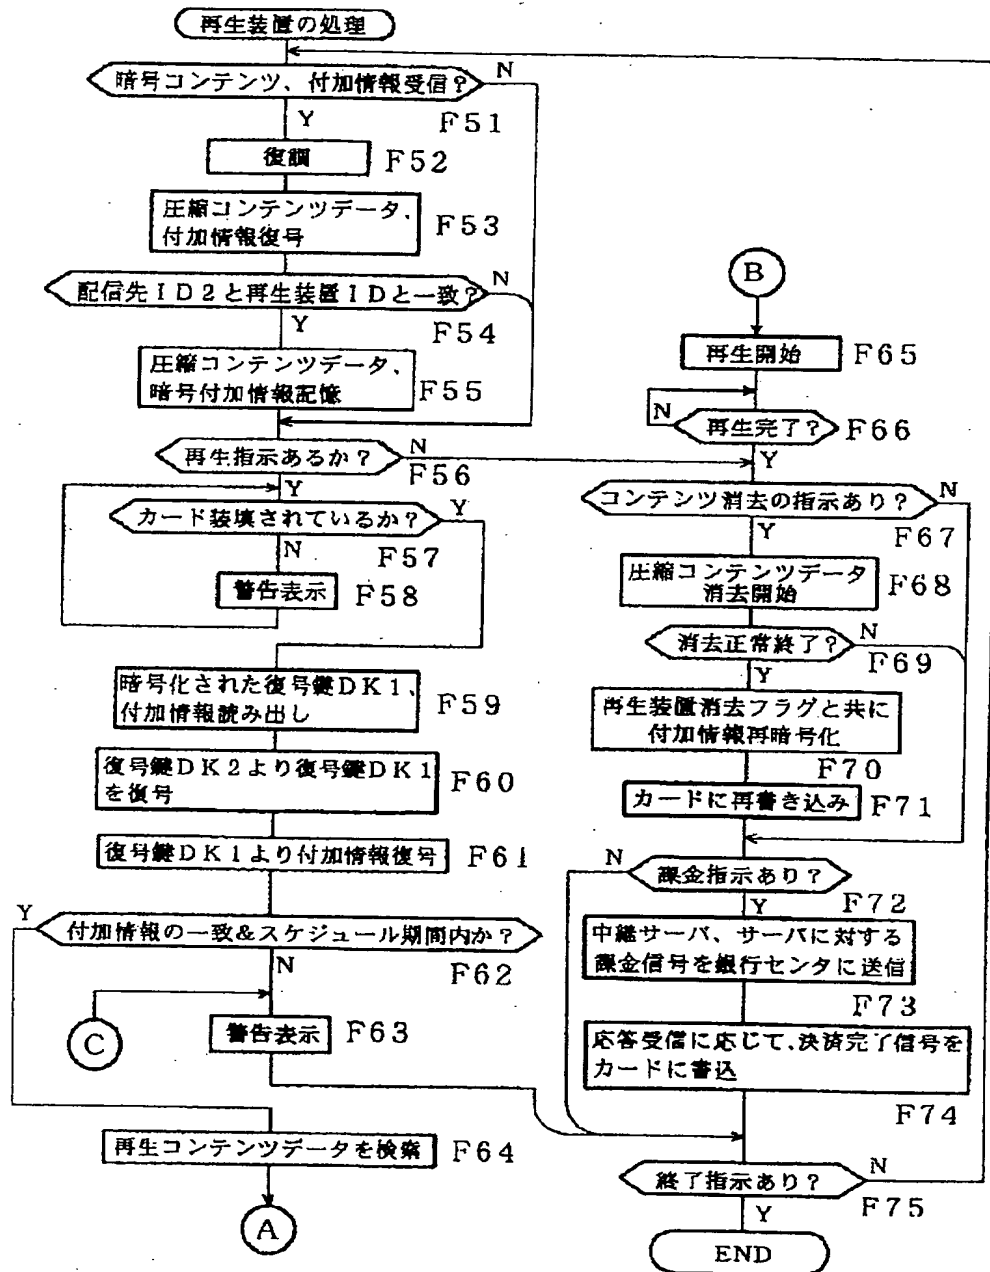 再生装置の処理
暗号コンテンツ、付加情報受信?
N
F51
Y
復調
F52
圧縮コンテンツデータ、
付加情報復号
F53
配信先ID2と再生装置IDと一致?
N
F54
Y
圧縮コンテンツデータ、
暗号付加情報記憶
F55
再生指示あるか?
N
F56
Y
カード装填されているか?
Y
F57
N
警告表示
F58
暗号化された復号鍵DK1、
付加情報読み出し
F59
復号鍵DK2より復号鍵DK1
を復号
F60
復号鍵DK1より付加情報復号
F61
Y
付加情報の一致&スケジュール期間内か?
F62
N
C
警告表示
F63
再生コンテンツデータを検索
F64
A
B
再生開始
F65
N
再生完了?
F66
Y
コンテンツ消去の指示あり?
N
F67
Y
圧縮コンテンツデータ
消去開始
F68
消去正常終了?
N
F69
Y
再生装置消去フラグと共に
付加情報再暗号化
F70
カードに再書き込み
F71
N
課金指示あり?
F72
Y
中継サーバ、サーバに対する
課金信号を銀行センタに送信
F73
応答受信に応じて、決済完了信号を
カードに書込
F74
終了指示あり?
N
F75
Y
END